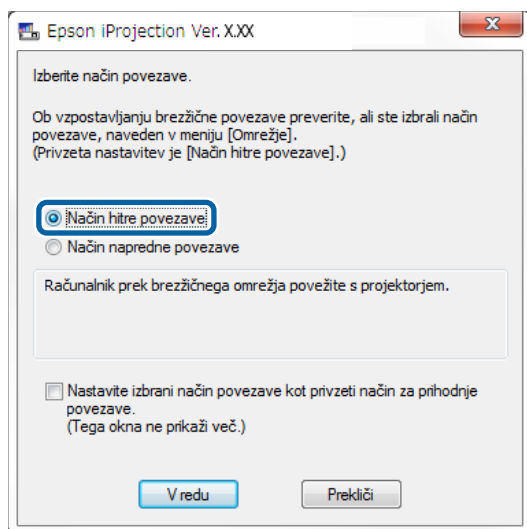 Epson iProjection Ver. X.XX
Izberite način povezave.
Ob vzpostavljanju brezžične povezave preverite, ali ste izbrali način
povezave, naveden v meniju [Omrežje].
(Privzeta nastavitev je [Način hitre povezave].)
Način hitre povezave
Način napredne povezave
Računalnik prek brezžičnega omrežja povežite s projektorjem.
Nastavite izbrani način povezave kot privzeti način za prihodnje
povezave.
(Tega okna ne prikaži več.)
V redu
Prekliči